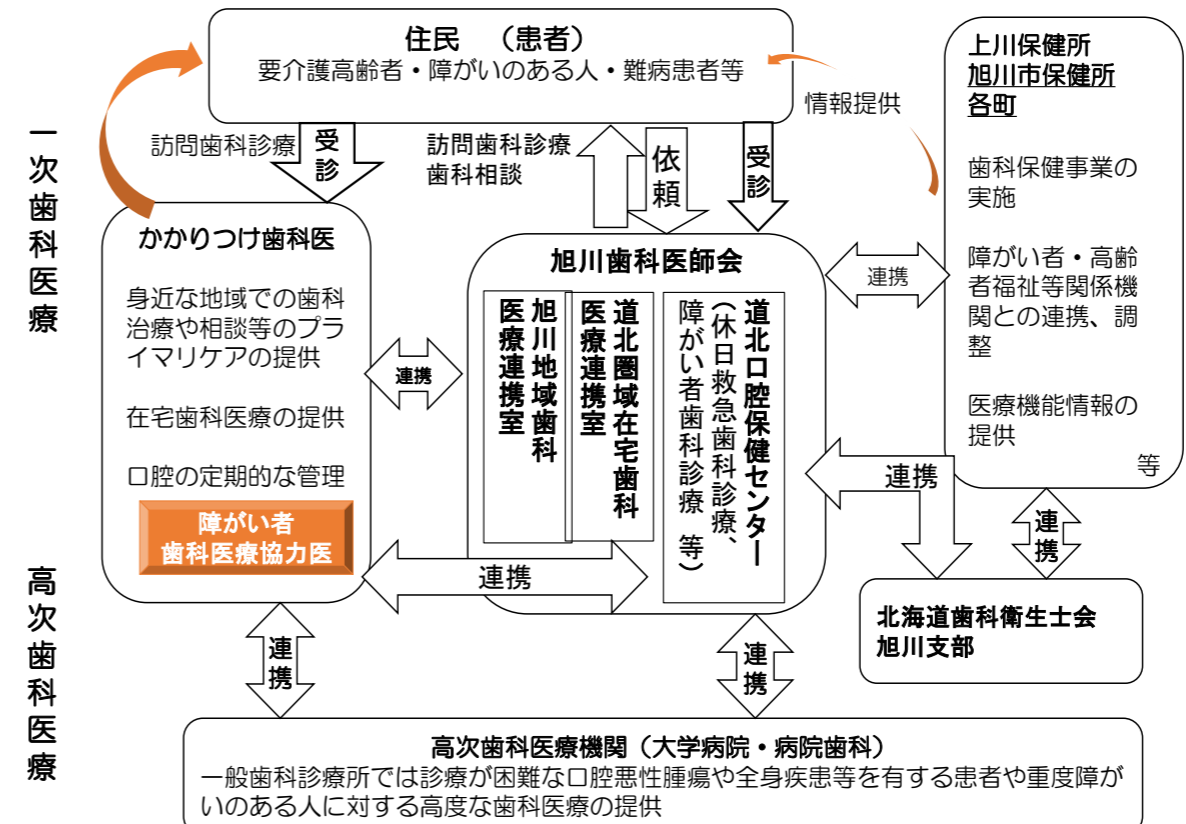 住民　（患者）
要介護高齢者・障がいのある人・難病患者等
上川保健所
旭川市保健所
各町
歯科保健事業の
実施
障がい者・高齢
者福祉等関係機
関との連携、調
整
医療機能情報の
提供
等
情報提供
一次歯科医療
訪問歯科診療
受診
訪問歯科診療
歯科相談
依頼
受診
かかりつけ歯科医
身近な地域での歯科
治療や相談等のプラ
イマリケアの提供
在宅歯科医療の提供
口腔の定期的な管理
障がい者
歯科医療協力医
連携
旭川歯科医師会
旭川地域歯科
医療連携室
道北圏域在宅歯科
医療連携室
道北口腔保健センター
（休日救急歯科診療、
障がい者歯科診療　等）
連携
連携
連携
連携
北海道歯科衛生士会
旭川支部
高次歯科医療
連携
連携
高次歯科医療機関（大学病院・病院歯科）
一般歯科診療所では診療が困難な口腔悪性腫瘍や全身疾患等を有する患者や重度障が
いのある人に対する高度な歯科医療の提供